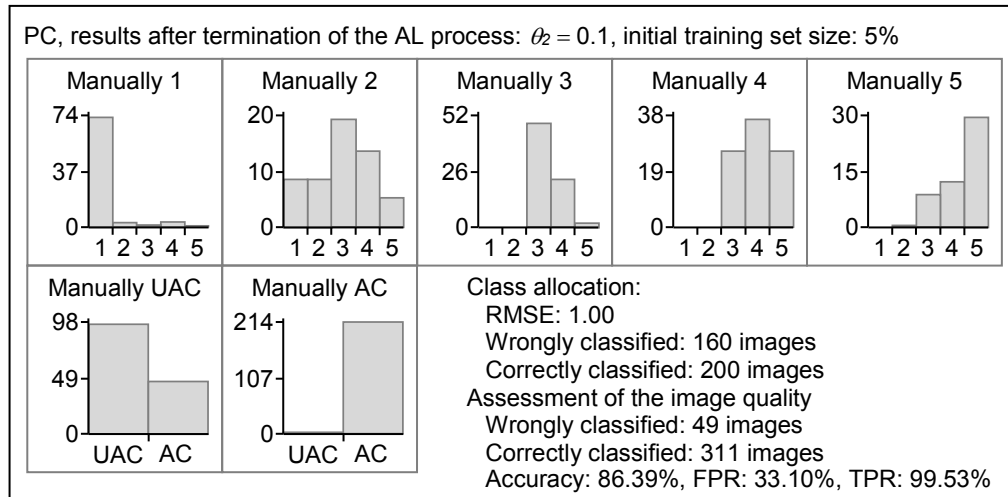 PC, results after termination of the AL process: θ₂ = 0.1, initial training set size: 5%
Manually 1
74
37
0
1 2 3 4 5
Manually 2
20
10
0
1 2 3 4 5
Manually 3
52
26
0
1 2 3 4 5
Manually 4
38
19
0
1 2 3 4 5
Manually 5
30
15
0
1 2 3 4 5
Manually UAC
98
49
0
UAC AC
Manually AC
214
107
0
UAC AC
Class allocation:
RMSE: 1.00
Wrongly classified: 160 images
Correctly classified: 200 images
Assessment of the image quality
Wrongly classified: 49 images
Correctly classified: 311 images
Accuracy: 86.39%, FPR: 33.10%, TPR: 99.53%